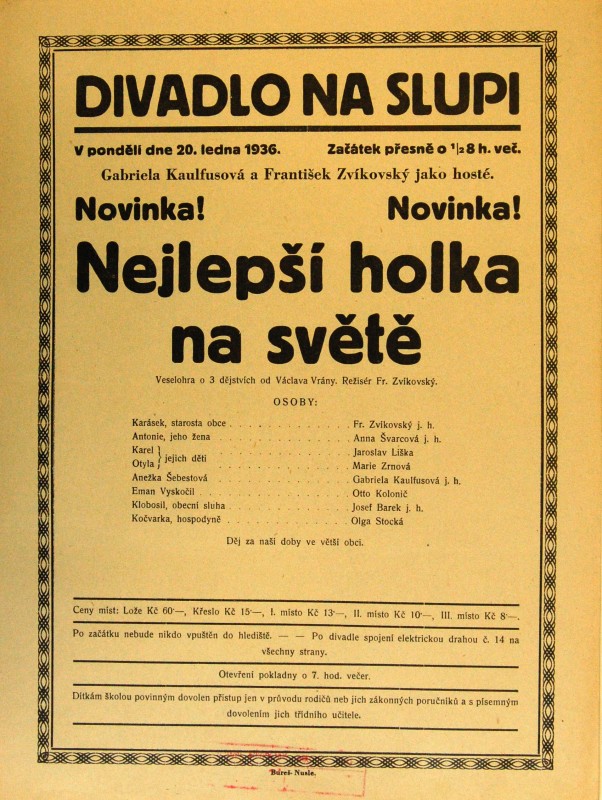 DIVADLO NA SLUPI
V pondělí dne 20. ledna 1936. Začátek přesně o 1/2 8 h. več.
Gabriela Kaulfusová a František Zvíkovský jako hosté.
Novinka! Novinka!
Nejlepší holka
na světě
Veselohra o 3 dějstvích od Václava Vrány. Režisér Fr. Zvíkovský.
OSOBY:
Karásek, starosta obce . . . . . . . . . . . . Fr. Zvíkovský j. h.
Antonie, jeho žena . . . . . . . . . . . . . Anna Švarcová j. h.
Karel } jejich děti . . . . . . . . . . . . . Jaroslav Liška
Otyla } . . . . . . . . . . . . . Marie Zrnová
Anežka Šebestová . . . . . . . . . . . . . Gabriela Kaulfusová j. h.
Eman Vyskočil . . . . . . . . . . . . . . Otto Kolonič
Klobosil, obecní sluha . . . . . . . . . . . . Josef Barek j. h.
Kočvarka, hospodyně . . . . . . . . . . . . Olga Stocká
Děj za naší doby ve větší obci.
Ceny míst: Lože Kč 60·—, Křeslo Kč 15·—, I. místo Kč 13·—, II. místo Kč 10·—, III. místo Kč 8·—.
Po začátku nebude nikdo vpuštěn do hlediště. — — Po divadle spojení elektrickou drahou č. 14 na
všechny strany.
Otevření pokladny o 7. hod. večer.
Dítkám školou povinným dovolen přístup jen v průvodu rodičů neb jich zákonných poručníků a s písemným
dovolením jich třídního učitele.
Bureš- Nusle.